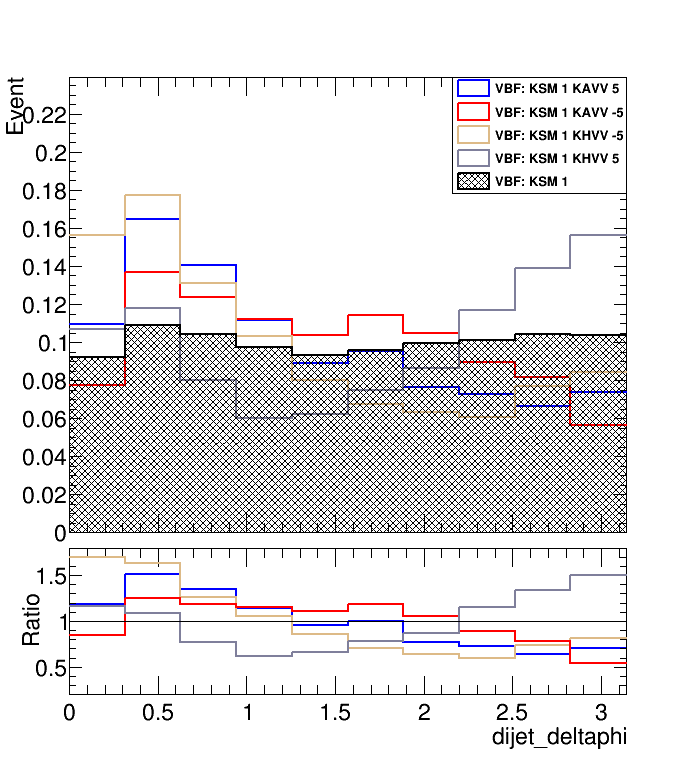 Event
0.22
0.2
0.18
0.16
0.14
0.12
0.1
0.08
0.06
0.04
0.02
0
VBF: KSM 1 KAVV 5
VBF: KSM 1 KAVV -5
VBF: KSM 1 KHVV -5
VBF: KSM 1 KHVV 5
VBF: KSM 1
Ratio
1.5
1
0.5
0 0.5 1 1.5 2 2.5 3
dijet_deltaphi